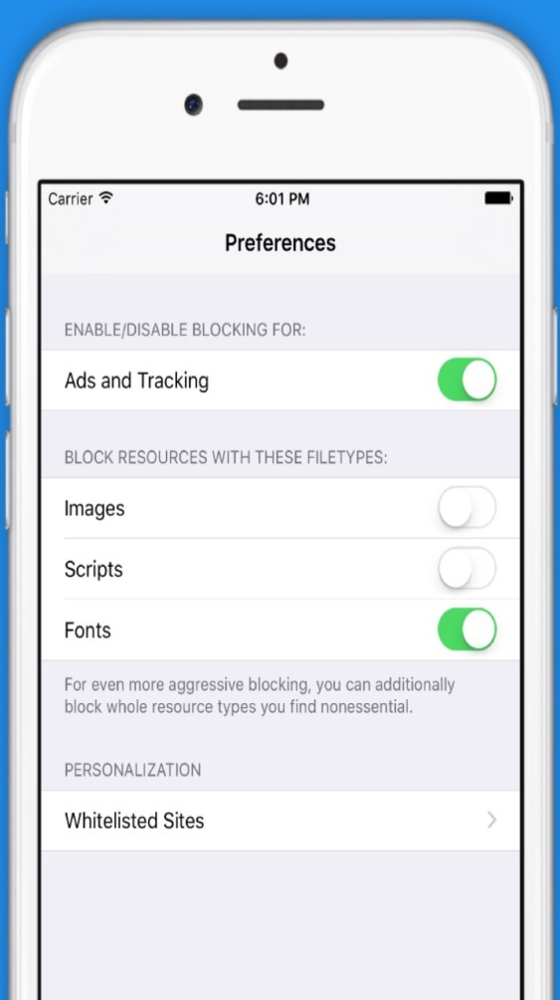 Carrier
6:01 PM
Preferences
ENABLE/DISABLE BLOCKING FOR:
Ads and Tracking
BLOCK RESOURCES WITH THESE FILETYPES:
Images
Scripts
Fonts
For even more aggressive blocking, you can additionally
block whole resource types you find nonessential.
PERSONALIZATION
Whitelisted Sites